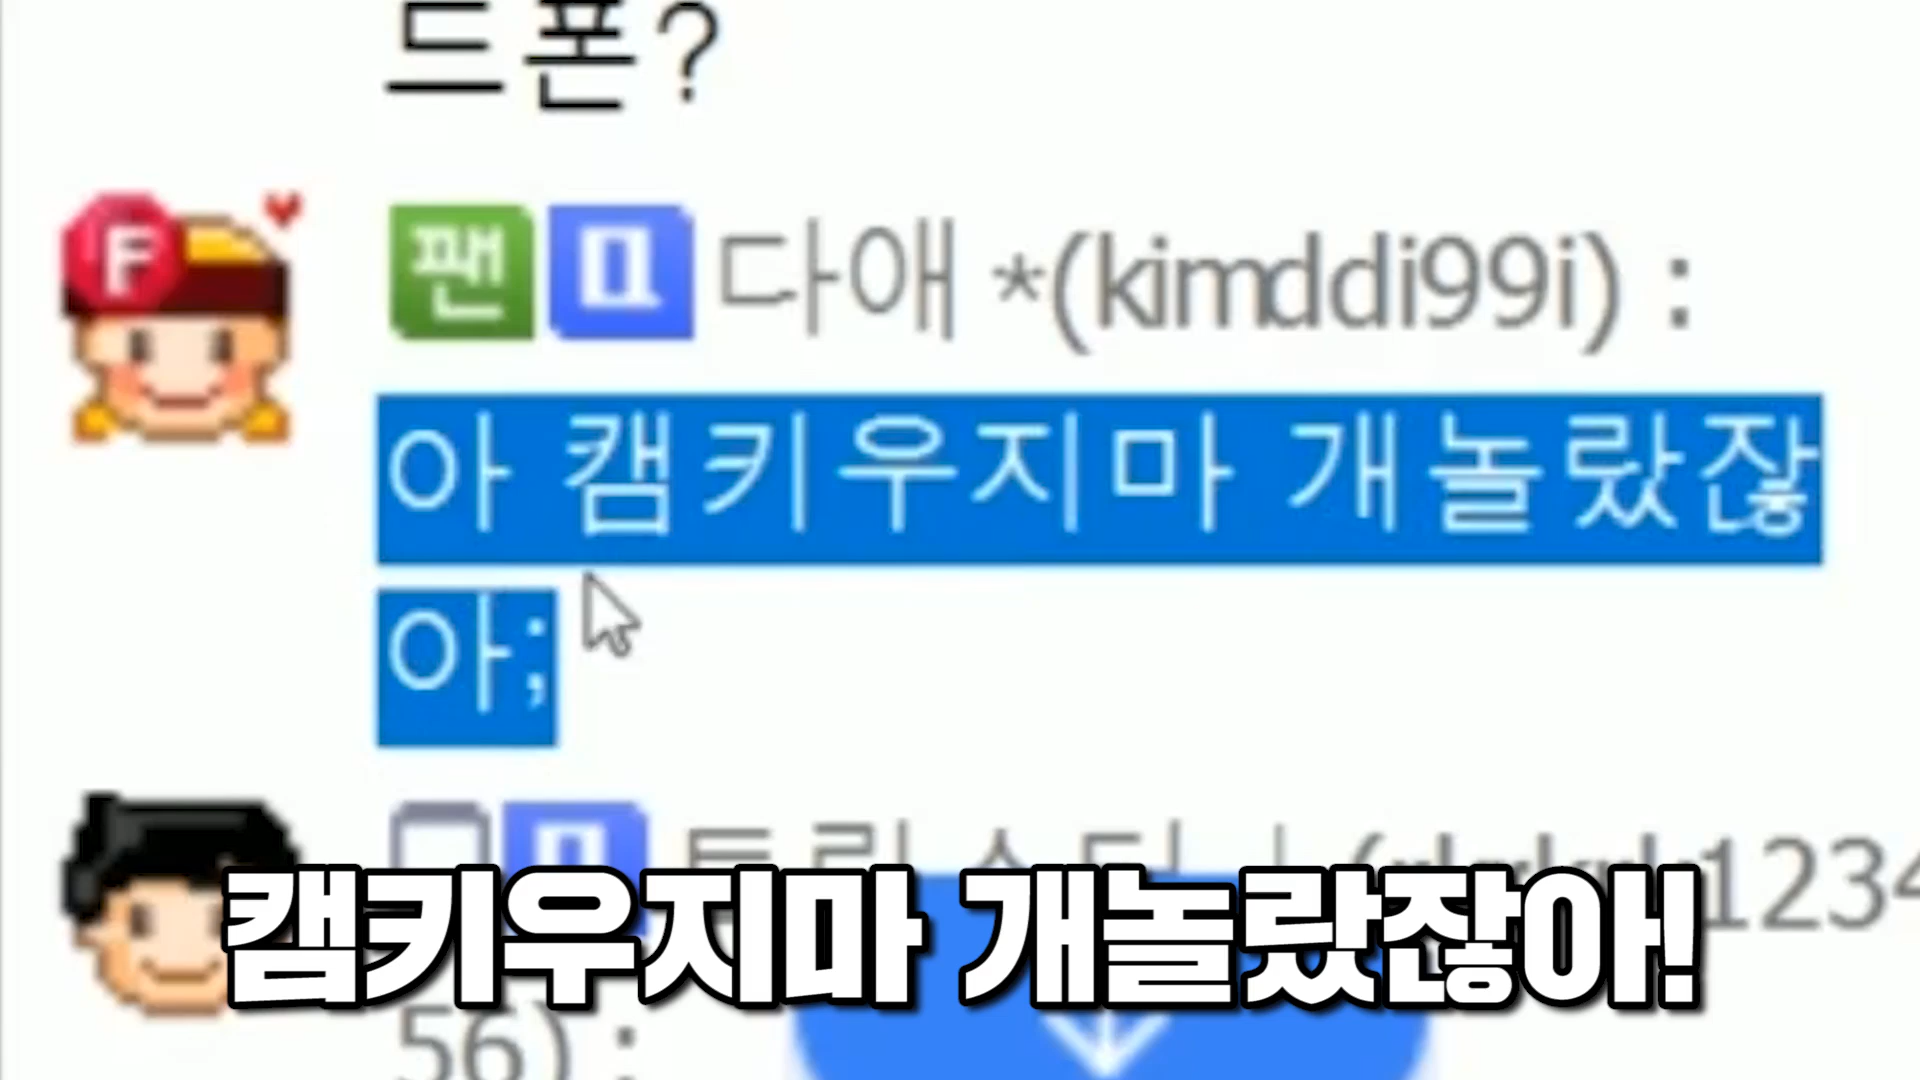 드폰?
F 팬 다애 *(kimddi99i) :
아 캠키우지마 개놀랐잖
아;
캠키우지마 개놀랐잖아!
56) :